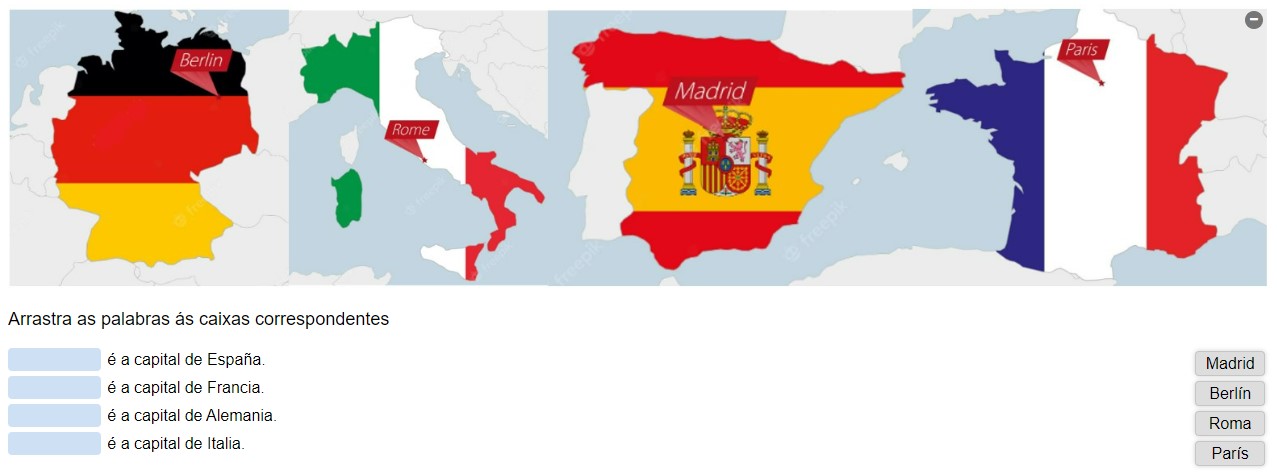 Berlin
Rome
Madrid
Paris
Arrastra as palabras ás caixas correspondentes
é a capital de España.
é a capital de Francia.
é a capital de Alemania.
é a capital de Italia.
Madrid
Berlín
Roma
París